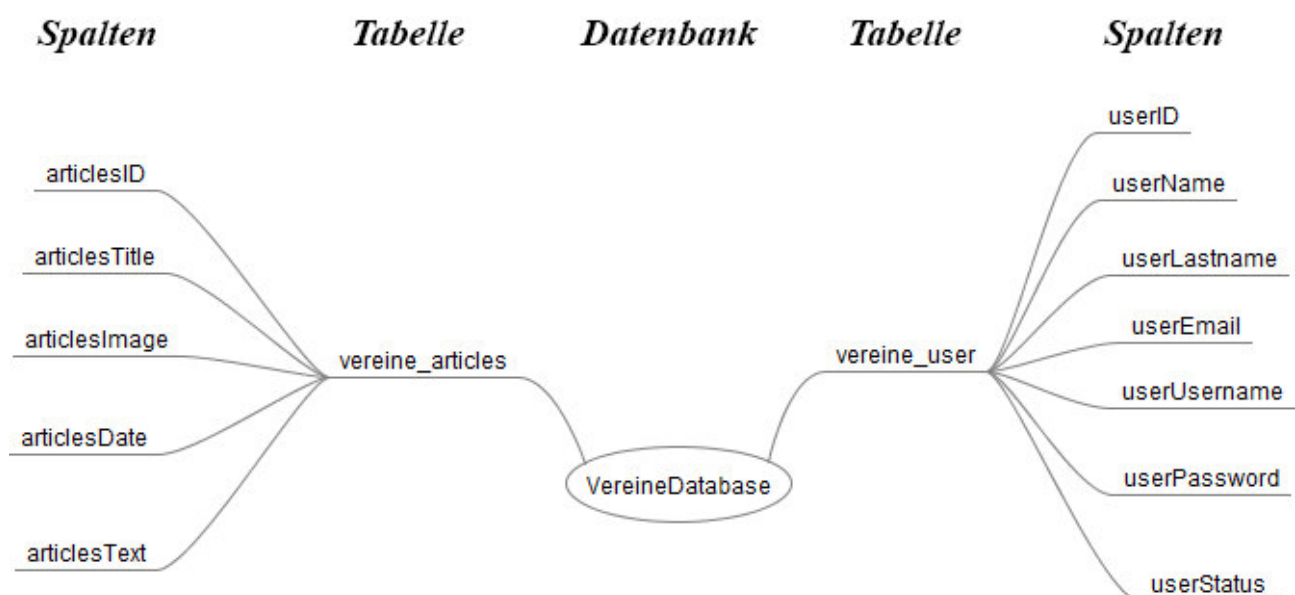 Spalten Tabelle Datenbank Tabelle Spalten
userID
articlesID
userName
articlesTitle
userLastname
articlesImage
userEmail
vereine_articles
vereine_user
userUsername
articlesDate
userPassword
VereineDatabase
articlesText
userStatus